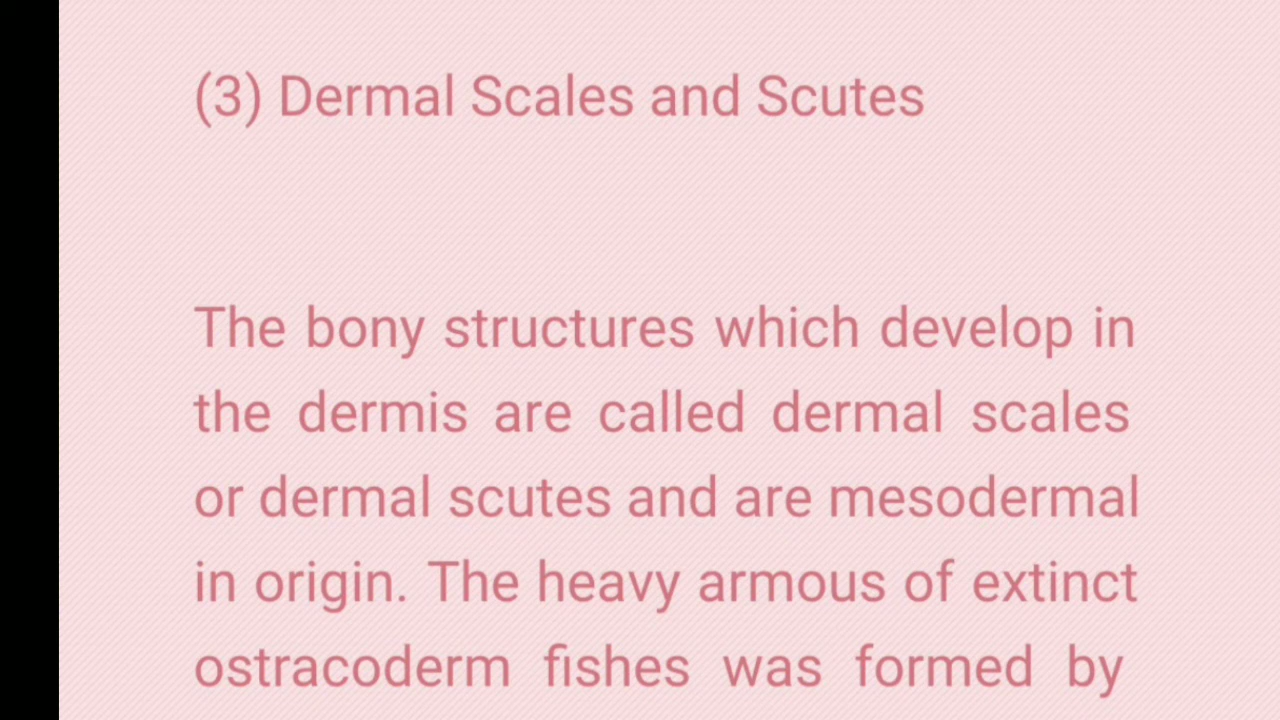 (3) Dermal Scales and Scutes
The bony structures which develop in
the dermis are called dermal scales
or dermal scutes and are mesodermal
in origin. The heavy armous of extinct
ostracoderm fishes was formed by